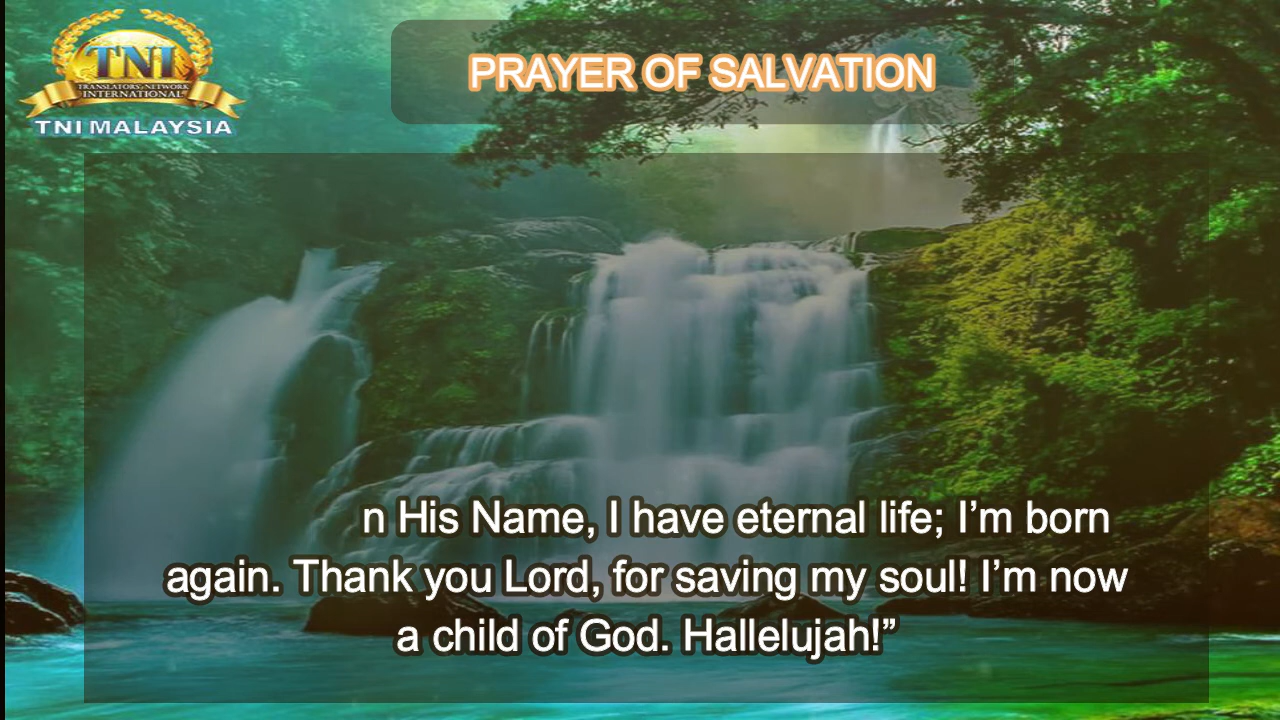 TNI
TRANSLATORS' NETWORK
INTERNATIONAL
TNI MALAYSIA
PRAYER OF SALVATION
n His Name, I have eternal life; I’m born
again. Thank you Lord, for saving my soul! I’m now
a child of God. Hallelujah!”